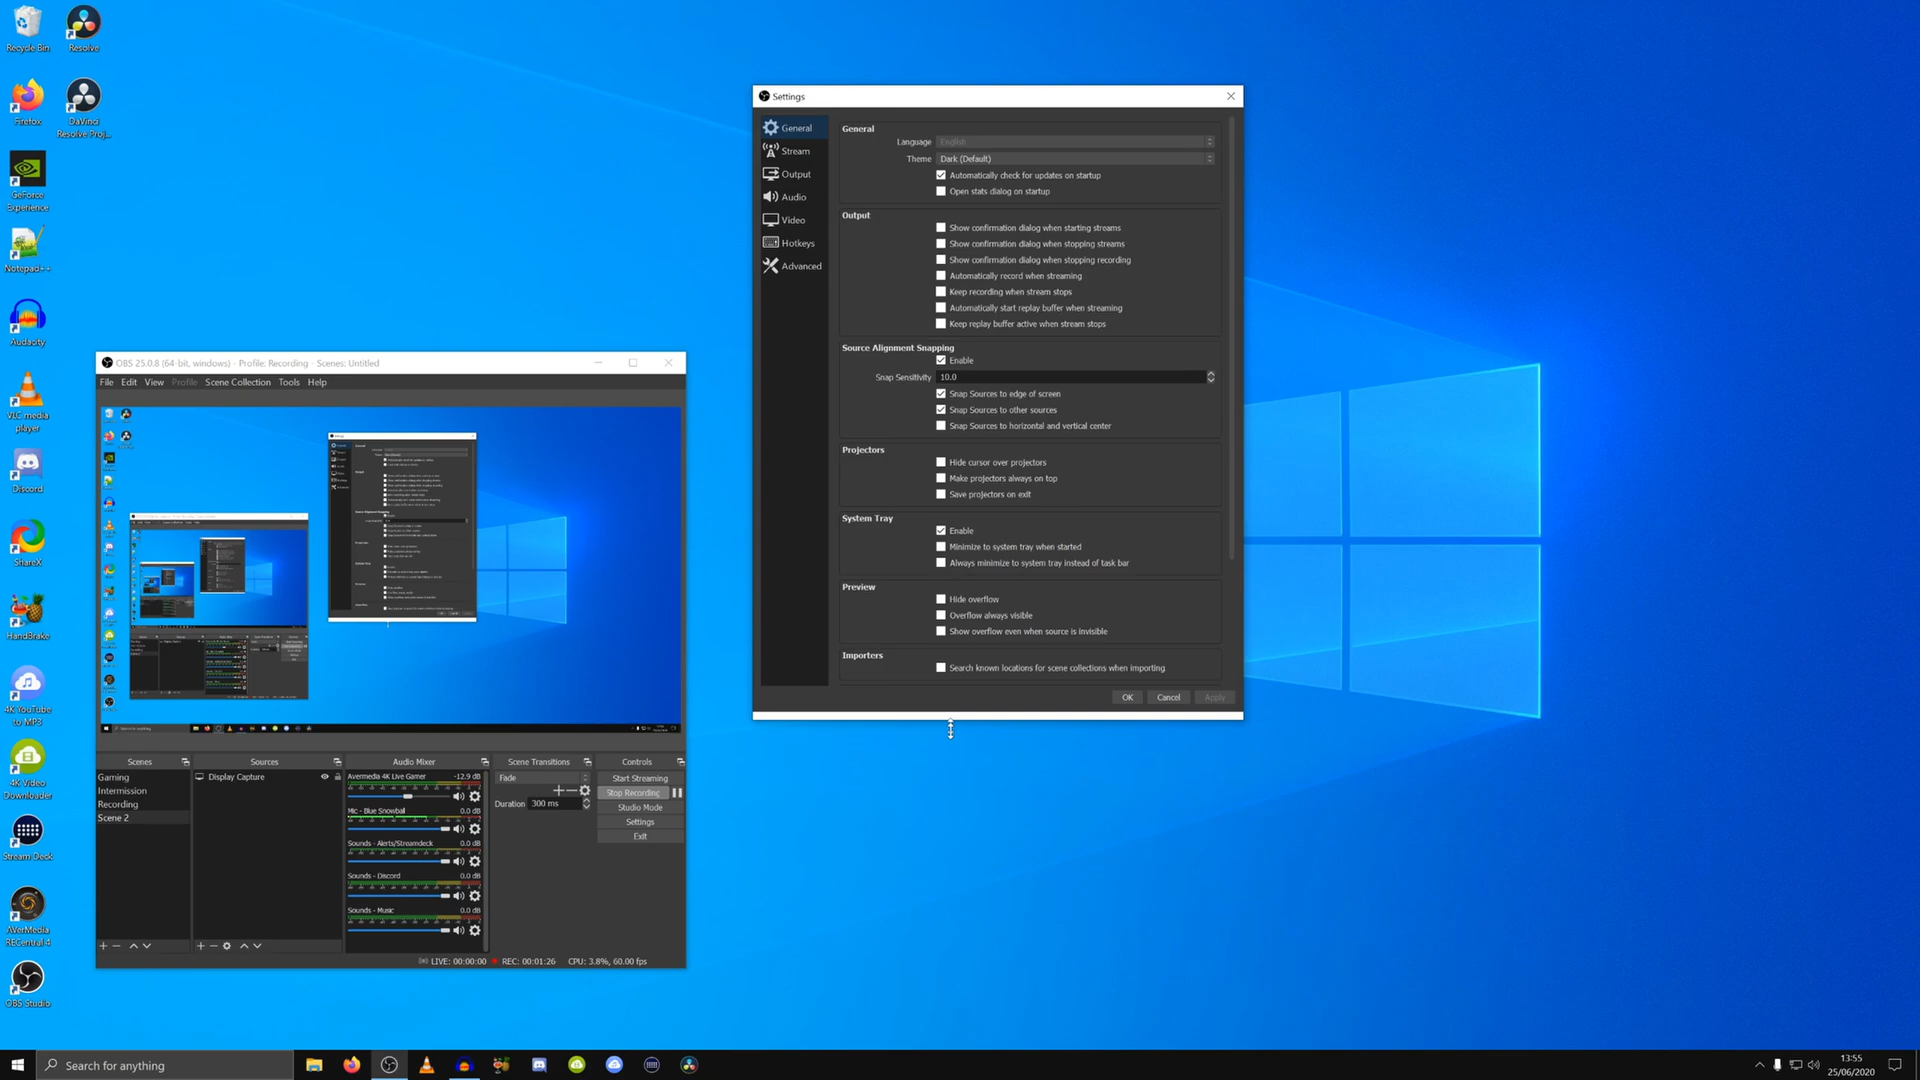 Recycle Bin
Resolve
Firefox
DaVinci
Resolve Proj...
GeForce
Experience
Notepad++
Audacity
VLC media
player
Discord
ShareX
HandBrake
4K YouTube
to MP3
4K Video
Downloader
Stream Deck
AVerMedia
RECentral 4
OBS Studio
OBS 25.0.8 (64-bit, windows) - Profile: Recording - Scenes: Untitled
File Edit View Profile Scene Collection Tools Help
Scenes
Gaming
Intermission
Recording
Scene 2
Sources
Display Capture
Audio Mixer
Avermedia 4K Live Gamer -12.9 dB
Mic - Blue Snowball 0.0 dB
Sounds - Alerts/Streamdeck 0.0 dB
Sounds - Discord 0.0 dB
Sounds - Music 0.0 dB
Scene Transitions
Fade
Duration 300 ms
Controls
Start Streaming
Stop Recording
Studio Mode
Settings
Exit
LIVE: 00:00:00 REC: 00:01:26 CPU: 3.8%, 60.00 fps
Settings
General
Stream
Output
Audio
Video
Hotkeys
Advanced
General
Language English
Theme Dark (Default)
Automatically check for updates on startup
Open stats dialog on startup
Output
Show confirmation dialog when starting streams
Show confirmation dialog when stopping streams
Show confirmation dialog when stopping recording
Automatically record when streaming
Keep recording when stream stops
Automatically start replay buffer when streaming
Keep replay buffer active when stream stops
Source Alignment Snapping
Enable
Snap Sensitivity 10.0
Snap Sources to edge of screen
Snap Sources to other sources
Snap Sources to horizontal and vertical center
Projectors
Hide cursor over projectors
Make projectors always on top
Save projectors on exit
System Tray
Enable
Minimize to system tray when started
Always minimize to system tray instead of task bar
Preview
Hide overflow
Overflow always visible
Show overflow even when source is invisible
Importers
Search known locations for scene collections when importing
OK Cancel Apply
Search for anything
13:55
25/06/2020